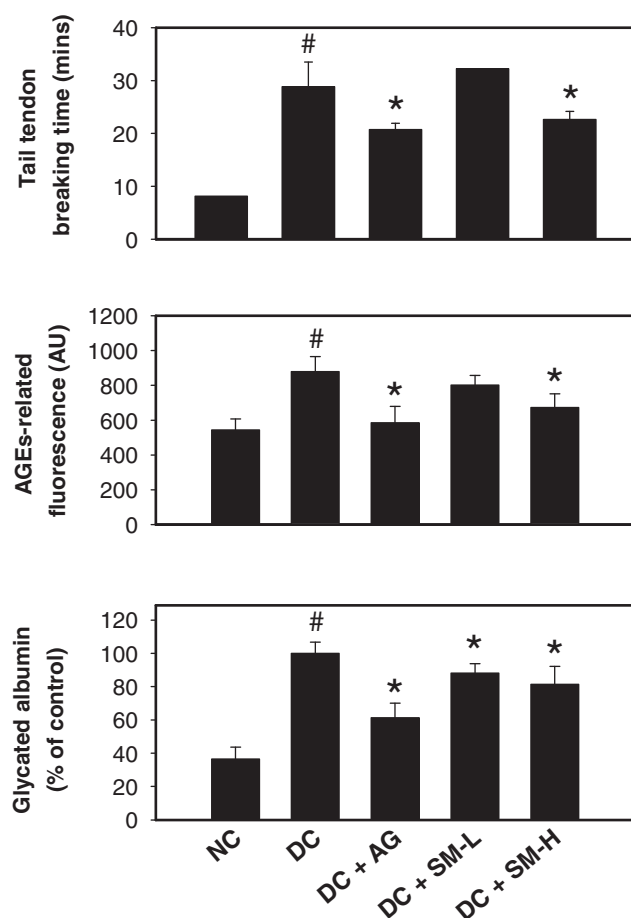 Tail tendon
breaking time (mins)
40
30
20
10
0
#
*
*
AGEs-related
fluorescence (AU)
1200
1000
800
600
400
200
0
#
*
*
Glycated albumin
(% of control)
120
100
80
60
40
20
0
#
*
*
*
NC
DC
DC + AG
DC + SM-L
DC + SM-H